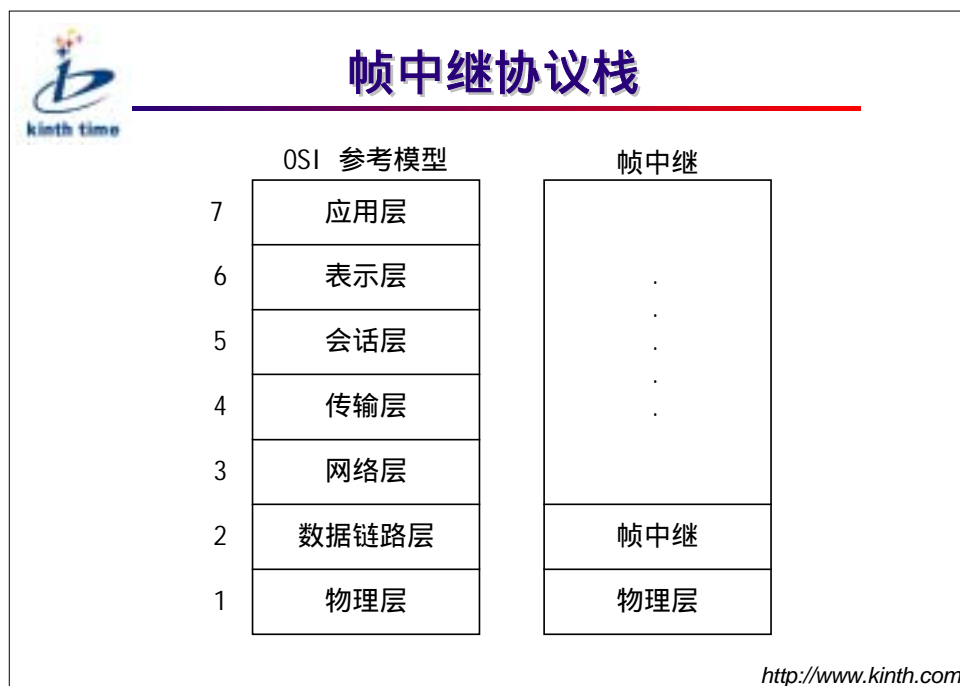 帧中继协议栈
kinth time
OSI 参考模型 帧中继
7 应用层
6 表示层
5 会话层
4 传输层
3 网络层
2 数据链路层 帧中继
1 物理层 物理层
http://www.kinth.com